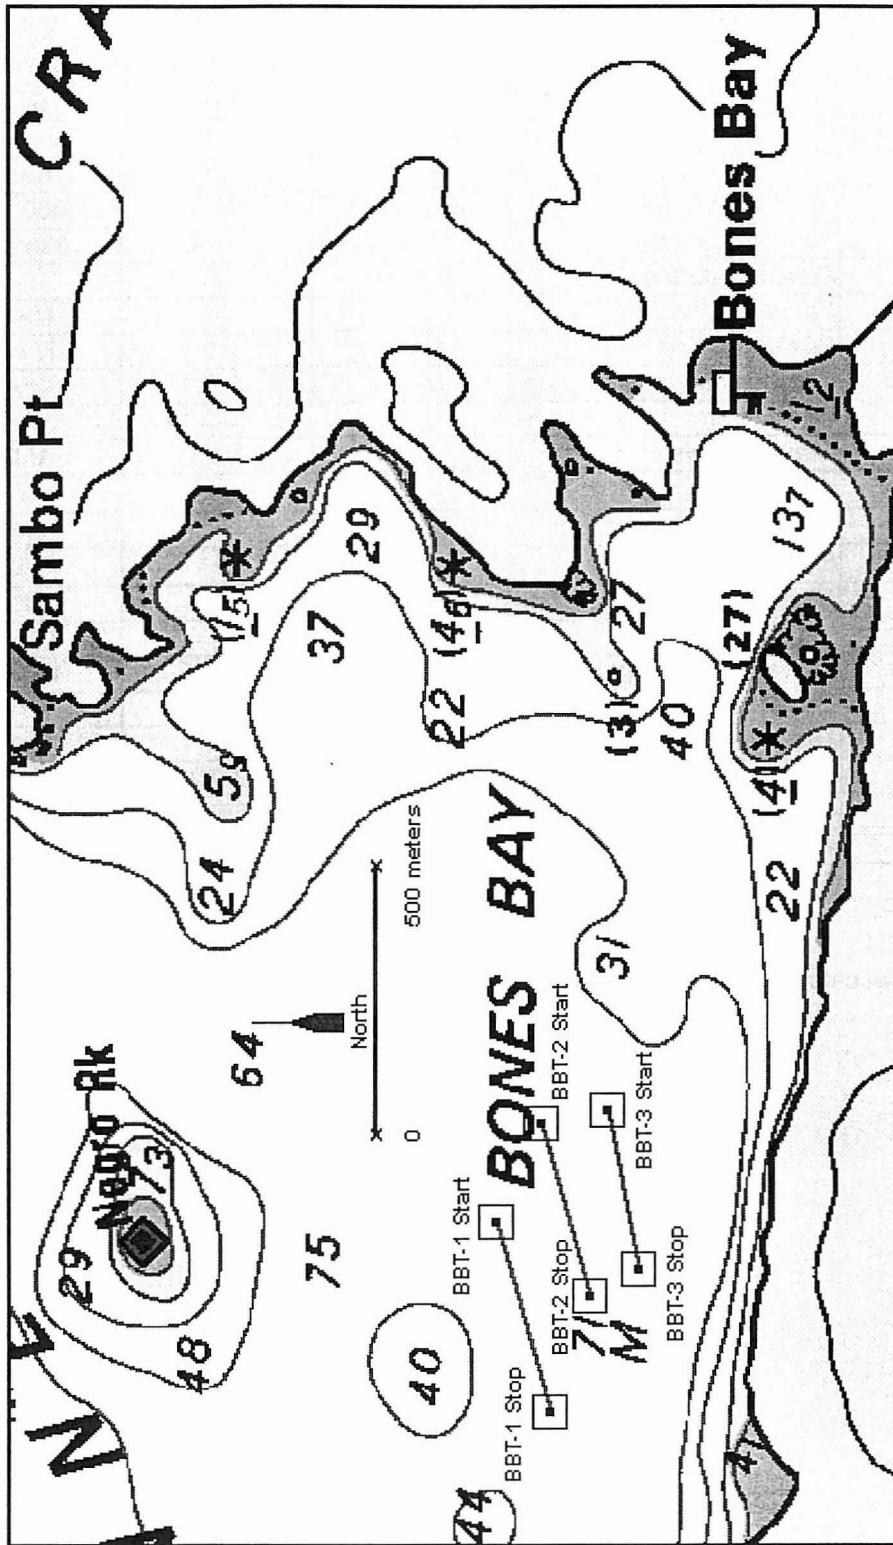 CRA
Sambo Pt
Bones Bay
N E
Negro Rk
73
29
48
64
North
0
500 meters
24
59
37
29
(15)
22
(46)
27
(3)
40
(27)
137
12
(4)
22
31
BONES BAY
75
40
44
BBT-1 Start
BBT-1 Stop
BBT-2 Start
BBT-2 Stop
BBT-3 Start
BBT-3 Stop
71
M
4